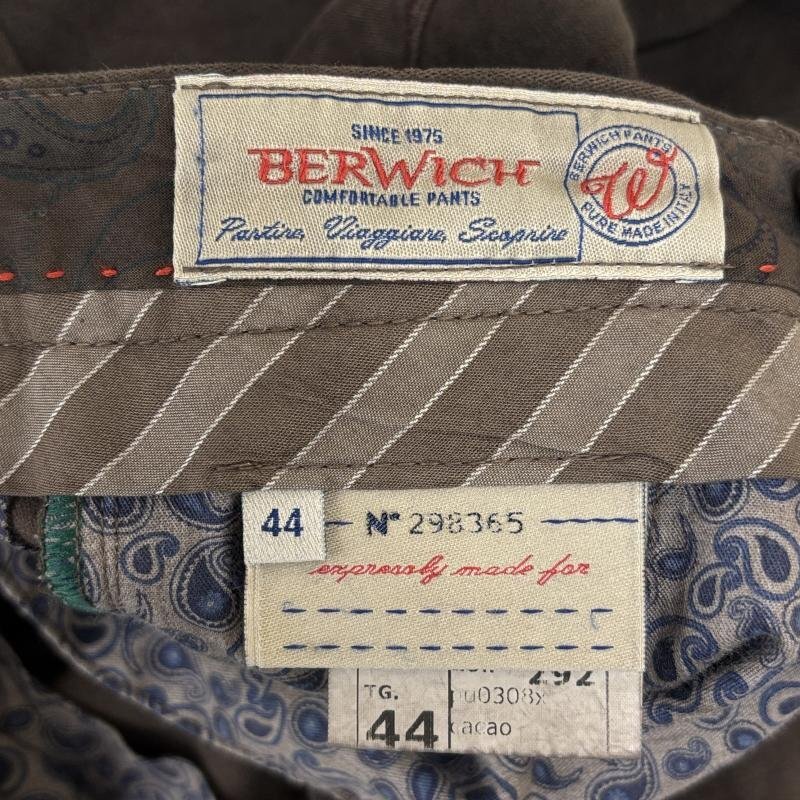 SINCE 1975
BERWICH
COMFORTABLE PANTS
Partire, Viaggiare, Scoprire
BERWICH PANTS
W
PURE MADE IN ITALY
44
N° 298365
expressly made for
292
TG.
44
pu0308x
cacao